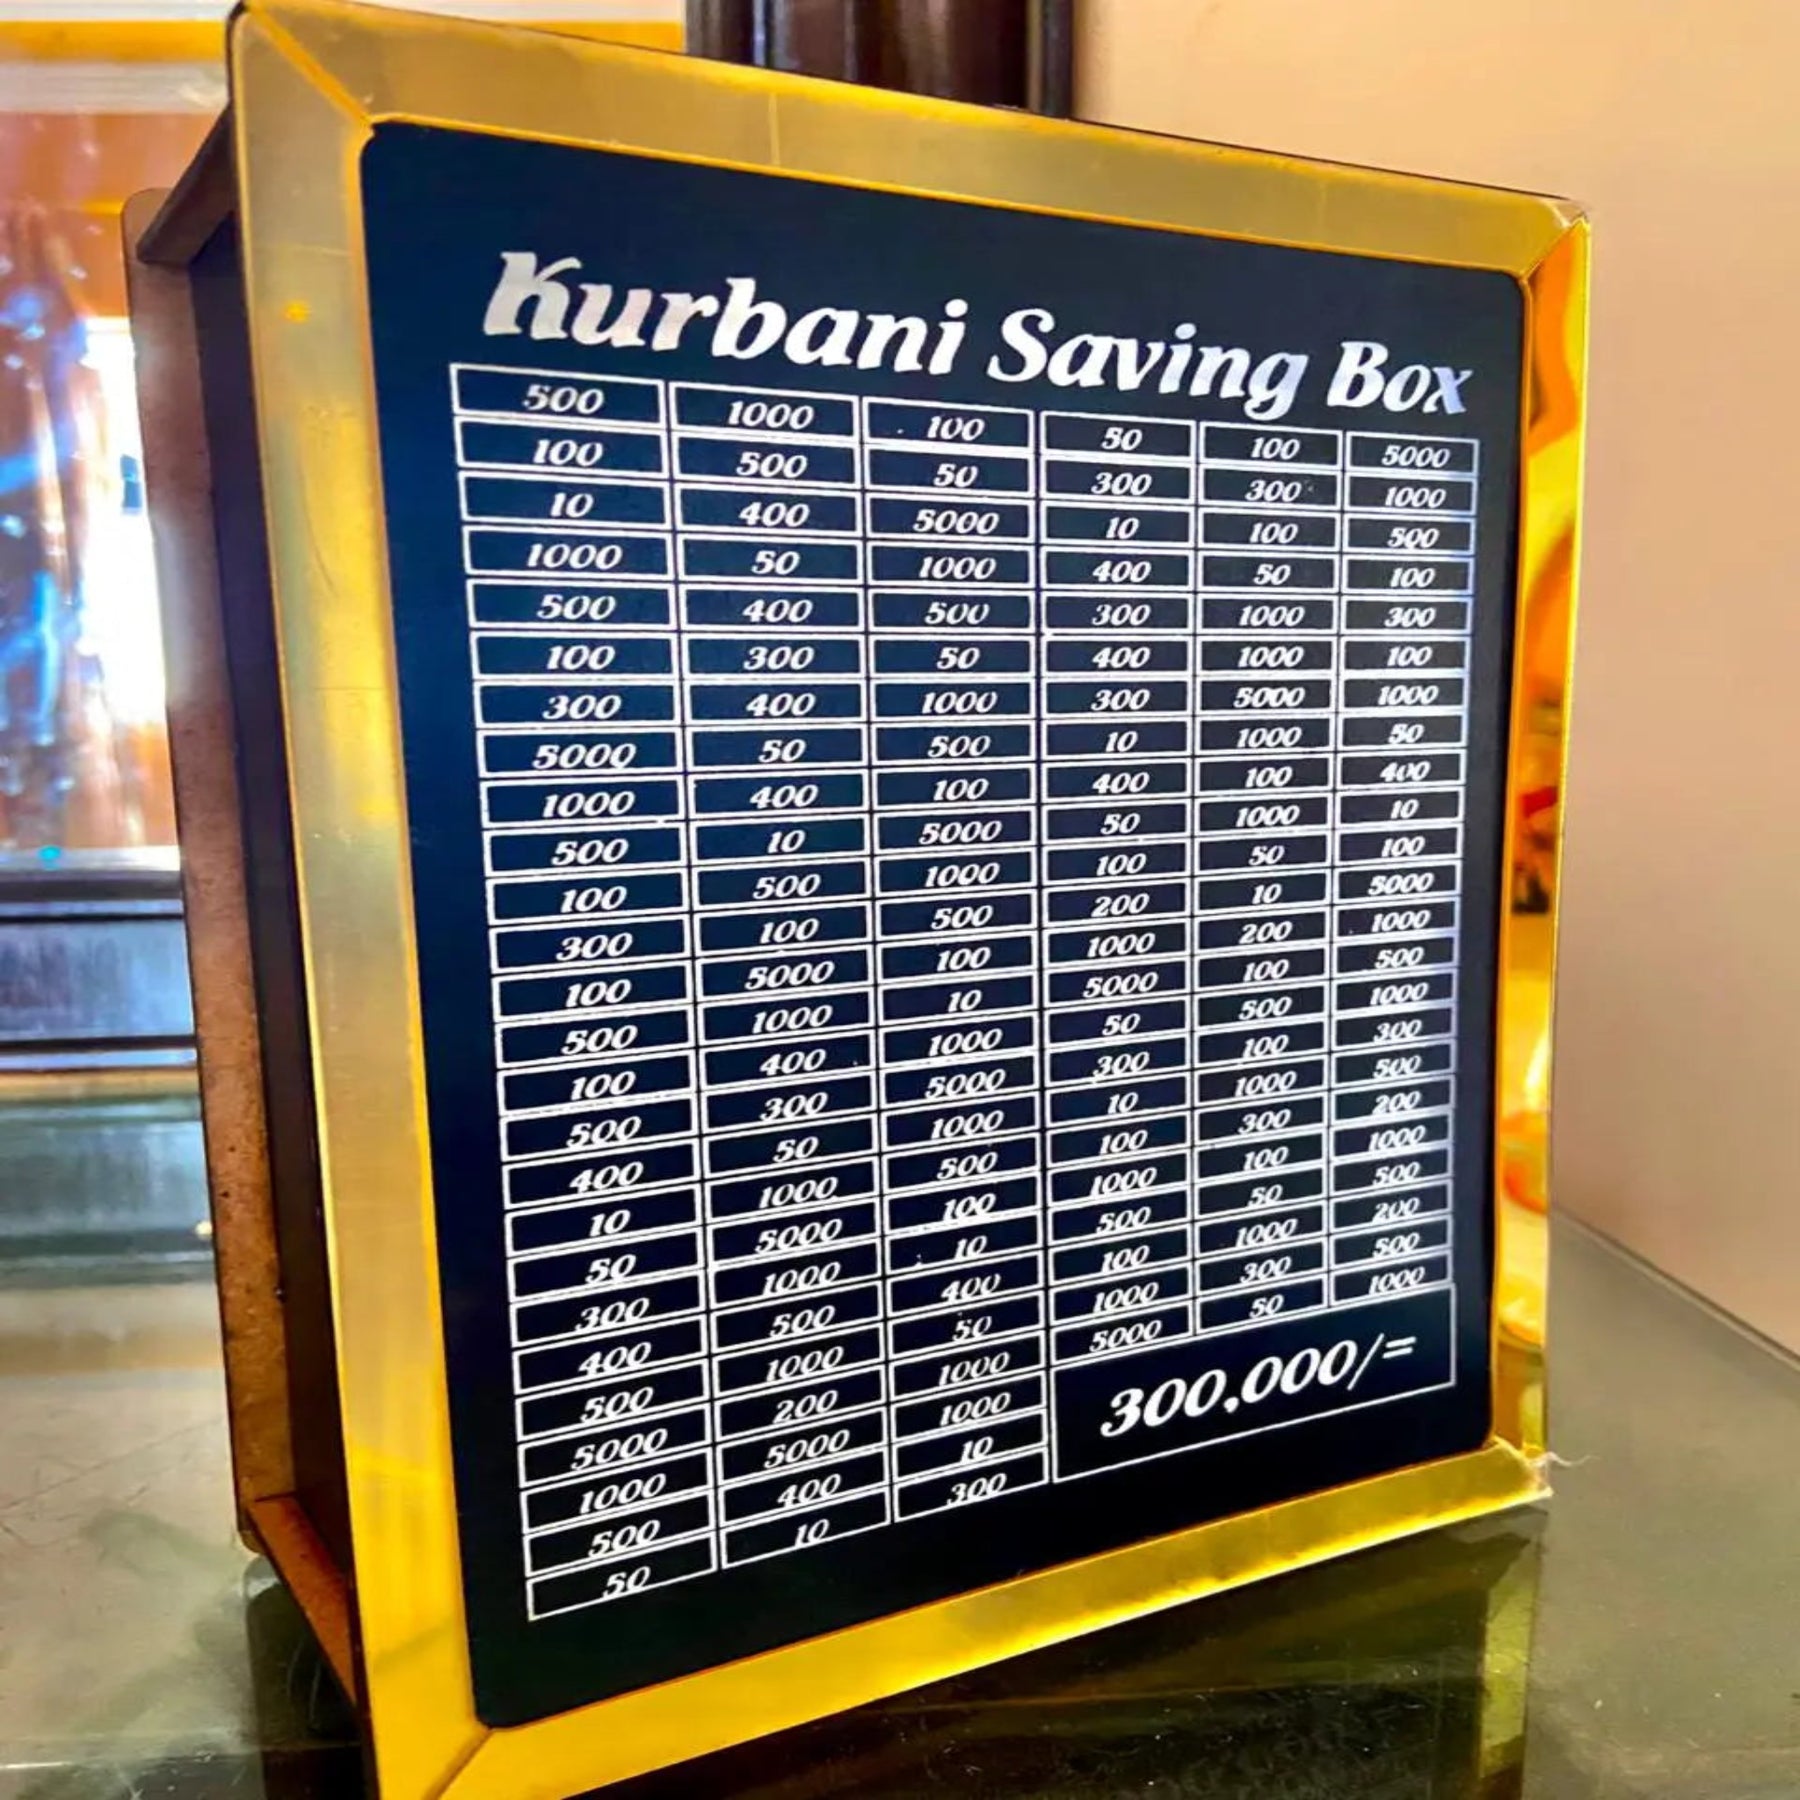 Kurbani Saving Box
500 1000 100 50 100 5000
100 500 50 300 300 1000
10 400 5000 10 100 500
1000 50 1000 400 50 100
500 400 500 300 1000 300
100 300 50 400 1000 100
300 400 1000 300 5000 1000
5000 50 500 10 1000 50
1000 400 100 400 100 400
500 10 5000 50 1000 10
100 500 1000 100 50 100
300 100 500 200 10 5000
100 5000 100 1000 200 1000
500 1000 10 5000 100 500
100 400 1000 50 500 1000
500 300 5000 300 100 300
400 50 1000 10 1000 500
10 1000 500 100 300 200
50 5000 100 1000 100 1000
300 1000 10 500 50 500
400 500 400 100 1000 200
500 1000 50 1000 300 500
5000 200 1000 5000 50 1000
1000 5000 1000
500 400 10
50 10 300
300,000/=